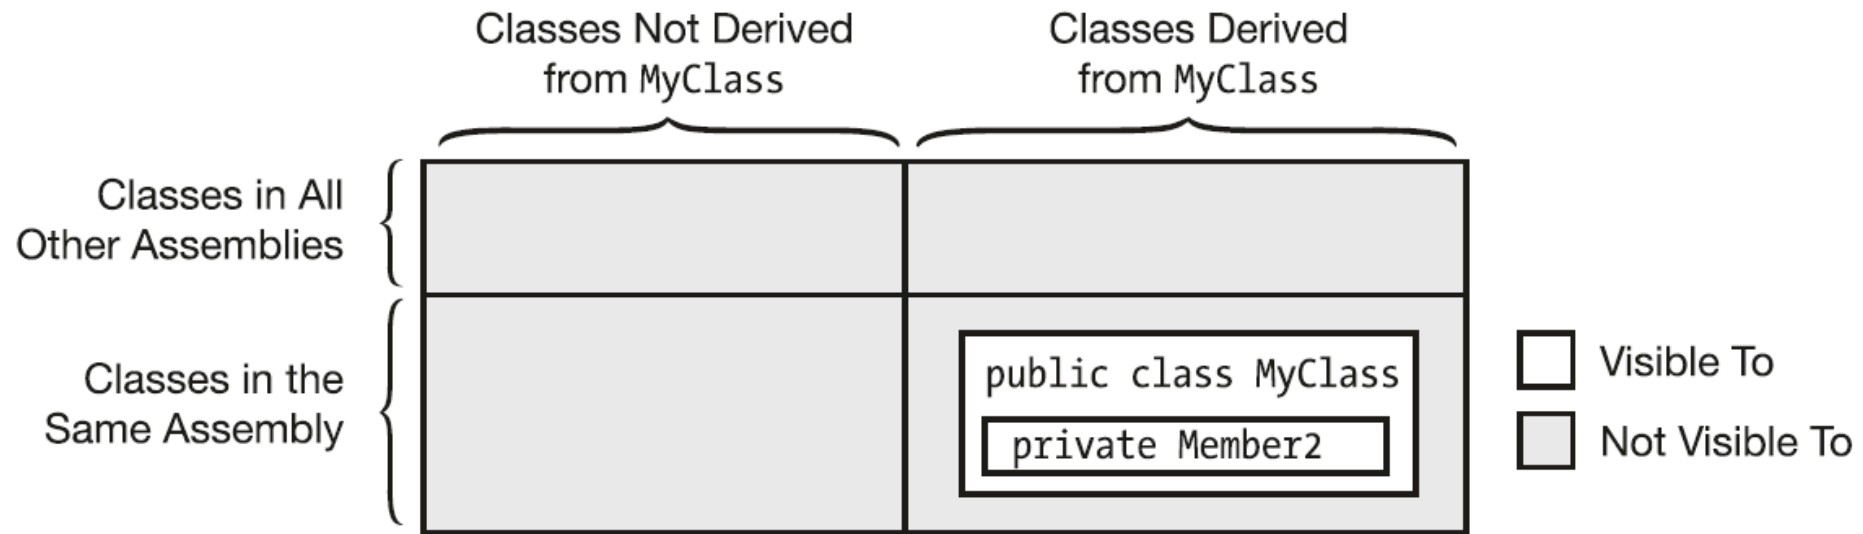 Classes Not Derived
from MyClass
Classes Derived
from MyClass
Classes in All
Other Assemblies
Classes in the
Same Assembly
public class MyClass
private Member2
Visible To
Not Visible To